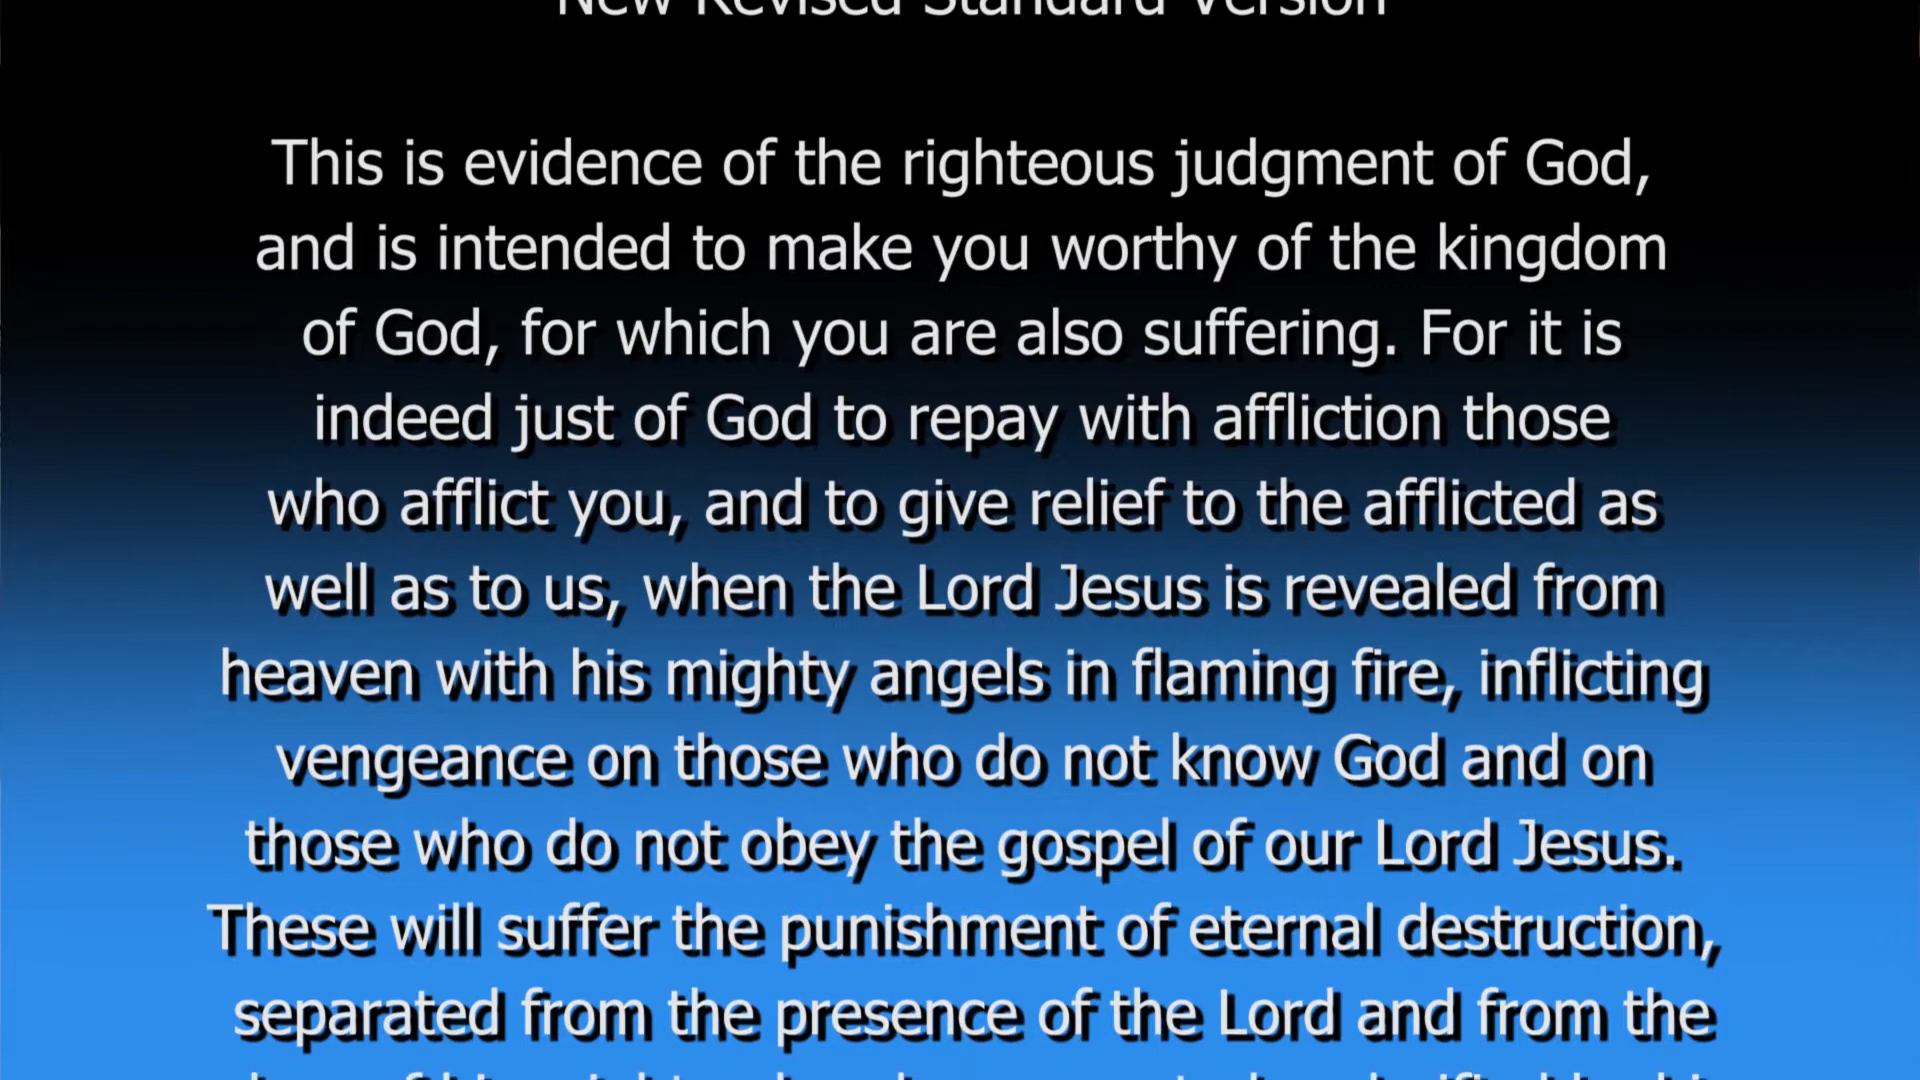 New Revised Standard Version
This is evidence of the righteous judgment of God,
and is intended to make you worthy of the kingdom
of God, for which you are also suffering. For it is
indeed just of God to repay with affliction those
who afflict you, and to give relief to the afflicted as
well as to us, when the Lord Jesus is revealed from
heaven with his mighty angels in flaming fire, inflicting
vengeance on those who do not know God and on
those who do not obey the gospel of our Lord Jesus.
These will suffer the punishment of eternal destruction,
separated from the presence of the Lord and from the